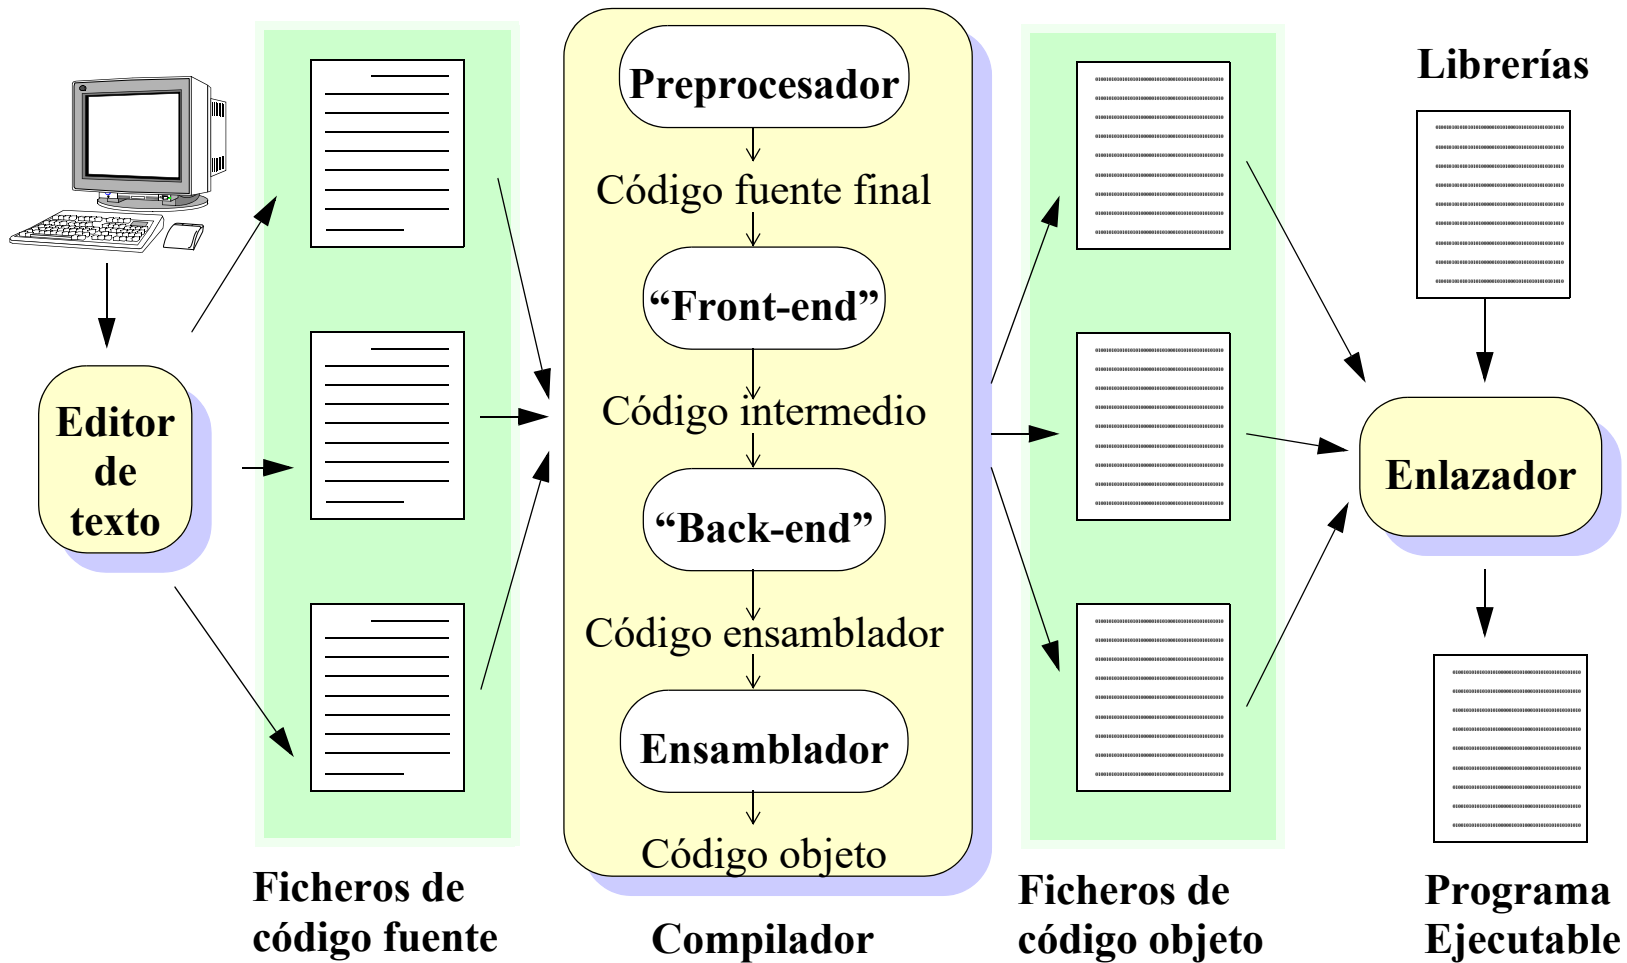 Editor
de
texto
Ficheros de
código fuente
Preprocesador
Código fuente final
“Front-end”
Código intermedio
“Back-end”
Código ensamblador
Ensamblador
Código objeto
Compilador
Ficheros de
código objeto
Librerías
Enlazador
Programa
Ejecutable